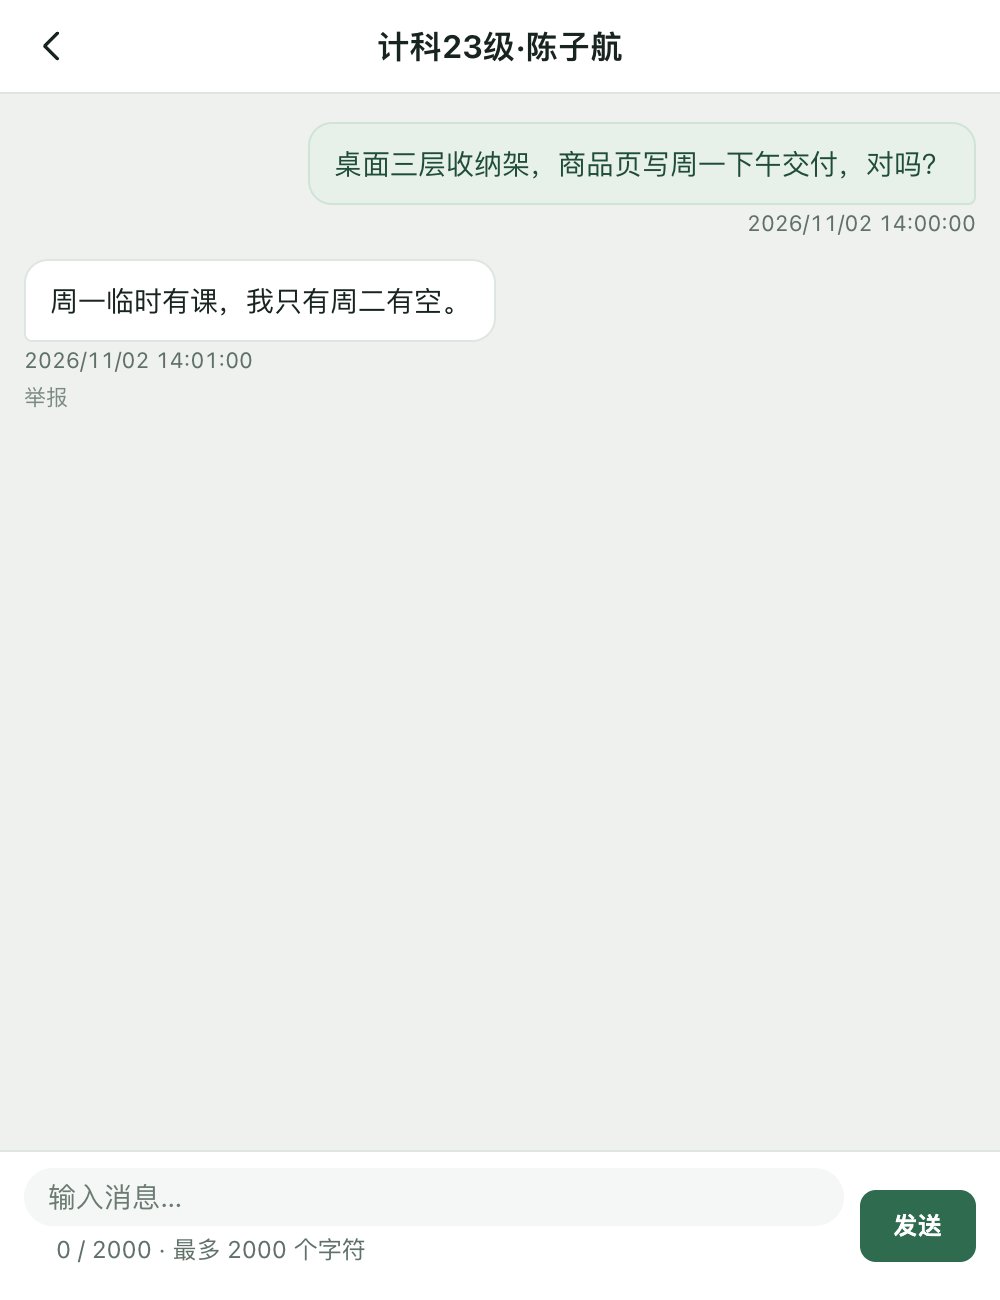 计科23级·陈子航
桌面三层收纳架，商品页写周一下午交付，对吗?
2026/11/02 14:00:00
周一临时有课，我只有周二有空。
2026/11/02 14:01:00
举报
输入消息...
0 / 2000 · 最多 2000 个字符
发送